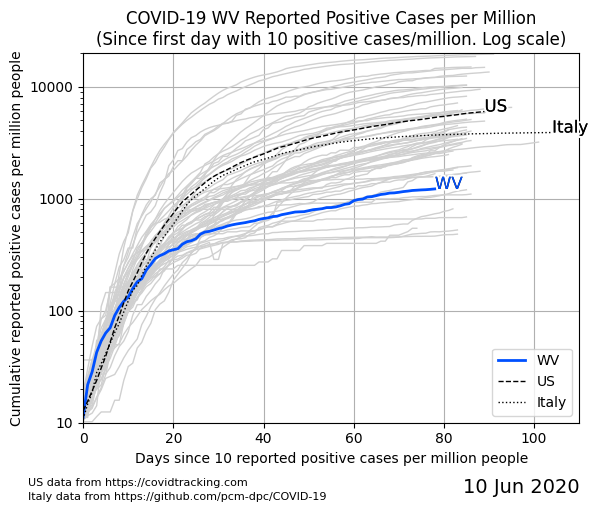 COVID-19 WV Reported Positive Cases per Million
(Since first day with 10 positive cases/million. Log scale)
Cumulative reported positive cases per million people
10000
1000
100
10
US
Italy
WV
WV
US
Italy
0 20 40 60 80 100
Days since 10 reported positive cases per million people
US data from https://covidtracking.com
Italy data from https://github.com/pcm-dpc/COVID-19
10 Jun 2020